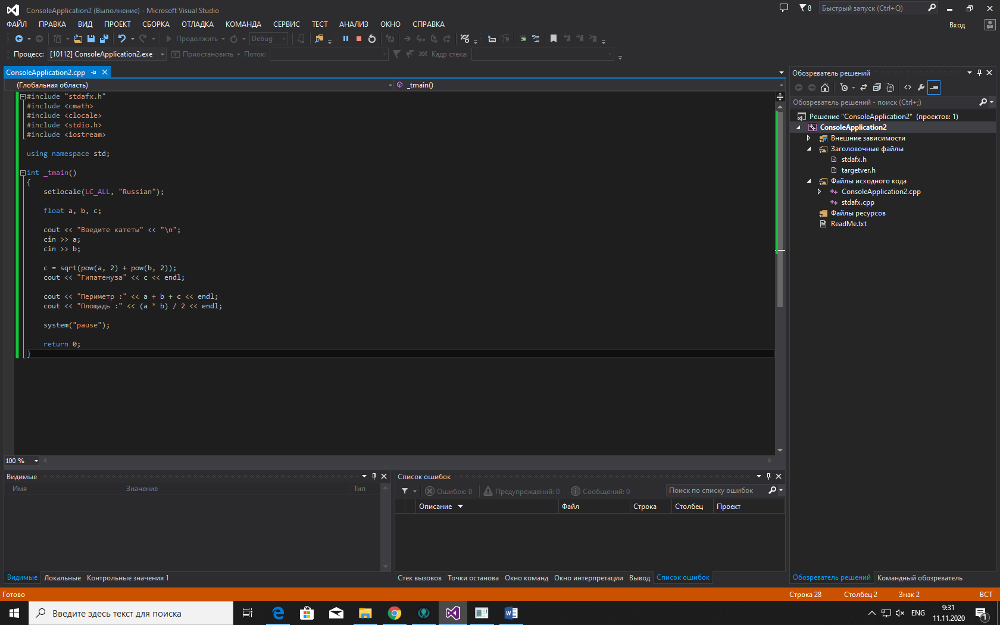 ConsoleApplication2 (Выполнение) - Microsoft Visual Studio
8
Быстрый запуск (Ctrl+Q)
ФАЙЛ ПРАВКА ВИД ПРОЕКТ СБОРКА ОТЛАДКА КОМАНДА СЕРВИС ТЕСТ АНАЛИЗ ОКНО СПРАВКА
Вход
Продолжить Debug
Процесс: [10112] ConsoleApplication2.exe Приостановить Поток: Кадр стека:
ConsoleApplication2.cpp
(Глобальная область) _tmain()
#include "stdafx.h"
#include <cmath>
#include <clocale>
#include <stdio.h>
#include <iostream>
using namespace std;
int _tmain()
{
setlocale(LC_ALL, "Russian");
float a, b, c;
cout << "Введите катеты" << "\n";
cin >> a;
cin >> b;
c = sqrt(pow(a, 2) + pow(b, 2));
cout << "Гипатенуза" << c << endl;
cout << "Периметр :" << a + b + c << endl;
cout << "Площадь :" << (a * b) / 2 << endl;
system("pause");
return 0;
}
100 %
Обозреватель решений
Обозреватель решений - поиск (Ctrl+;)
Решение "ConsoleApplication2" (проектов: 1)
ConsoleApplication2
Внешние зависимости
Заголовочные файлы
stdafx.h
targetver.h
Файлы исходного кода
ConsoleApplication2.cpp
stdafx.cpp
Файлы ресурсов
ReadMe.txt
Видимые
Имя Значение Тип
Видимые Локальные Контрольные значения 1
Список ошибок
Ошибок: 0 Предупреждений: 0 Сообщений: 0 Поиск по списку ошибок
Описание Файл Строка Столбец Проект
Стек вызовов Точки останова Окно команд Окно интерпретации Вывод Список ошибок
Обозреватель решений Командный обозреватель
Готово Строка 28 Столбец 2 Знак 2 ВСТ
Введите здесь текст для поиска
ENG
9:31
11.11.2020
1